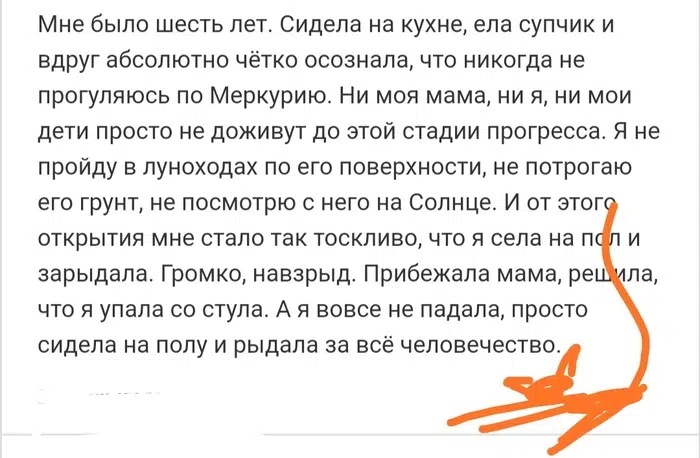 Мне было шесть лет. Сидела на кухне, ела супчик и
вдруг абсолютно чётко осознала, что никогда не
прогуляюсь по Меркурию. Ни моя мама, ни я, ни мои
дети просто не доживут до этой стадии прогресса. Я не
пройду в луноходах по его поверхности, не потрогаю
его грунт, не посмотрю с него на Солнце. И от этого
открытия мне стало так тоскливо, что я села на пол и
зарыдала. Громко, навзрыд. Прибежала мама, решила,
что я упала со стула. А я вовсе не падала, просто
сидела на полу и рыдала за всё человечество.